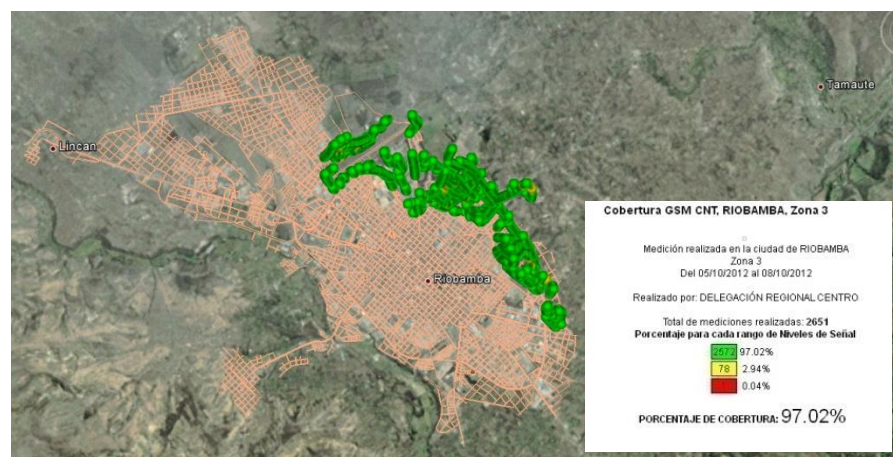 Tamaute
Lincan
Riobamba
Cobertura GSM CNT, RIOBAMBA, Zona 3
Medición realizada en la ciudad de RIOBAMBA
Zona 3
Del 05/10/2012 al 08/10/2012
Realizado por: DELEGACIÓN REGIONAL CENTRO
Total de mediciones realizadas: 2651
Porcentaje para cada rango de Niveles de Señal
2572 97.02%
78 2.94%
0.04%
PORCENTAJE DE COBERTURA: 97.02%